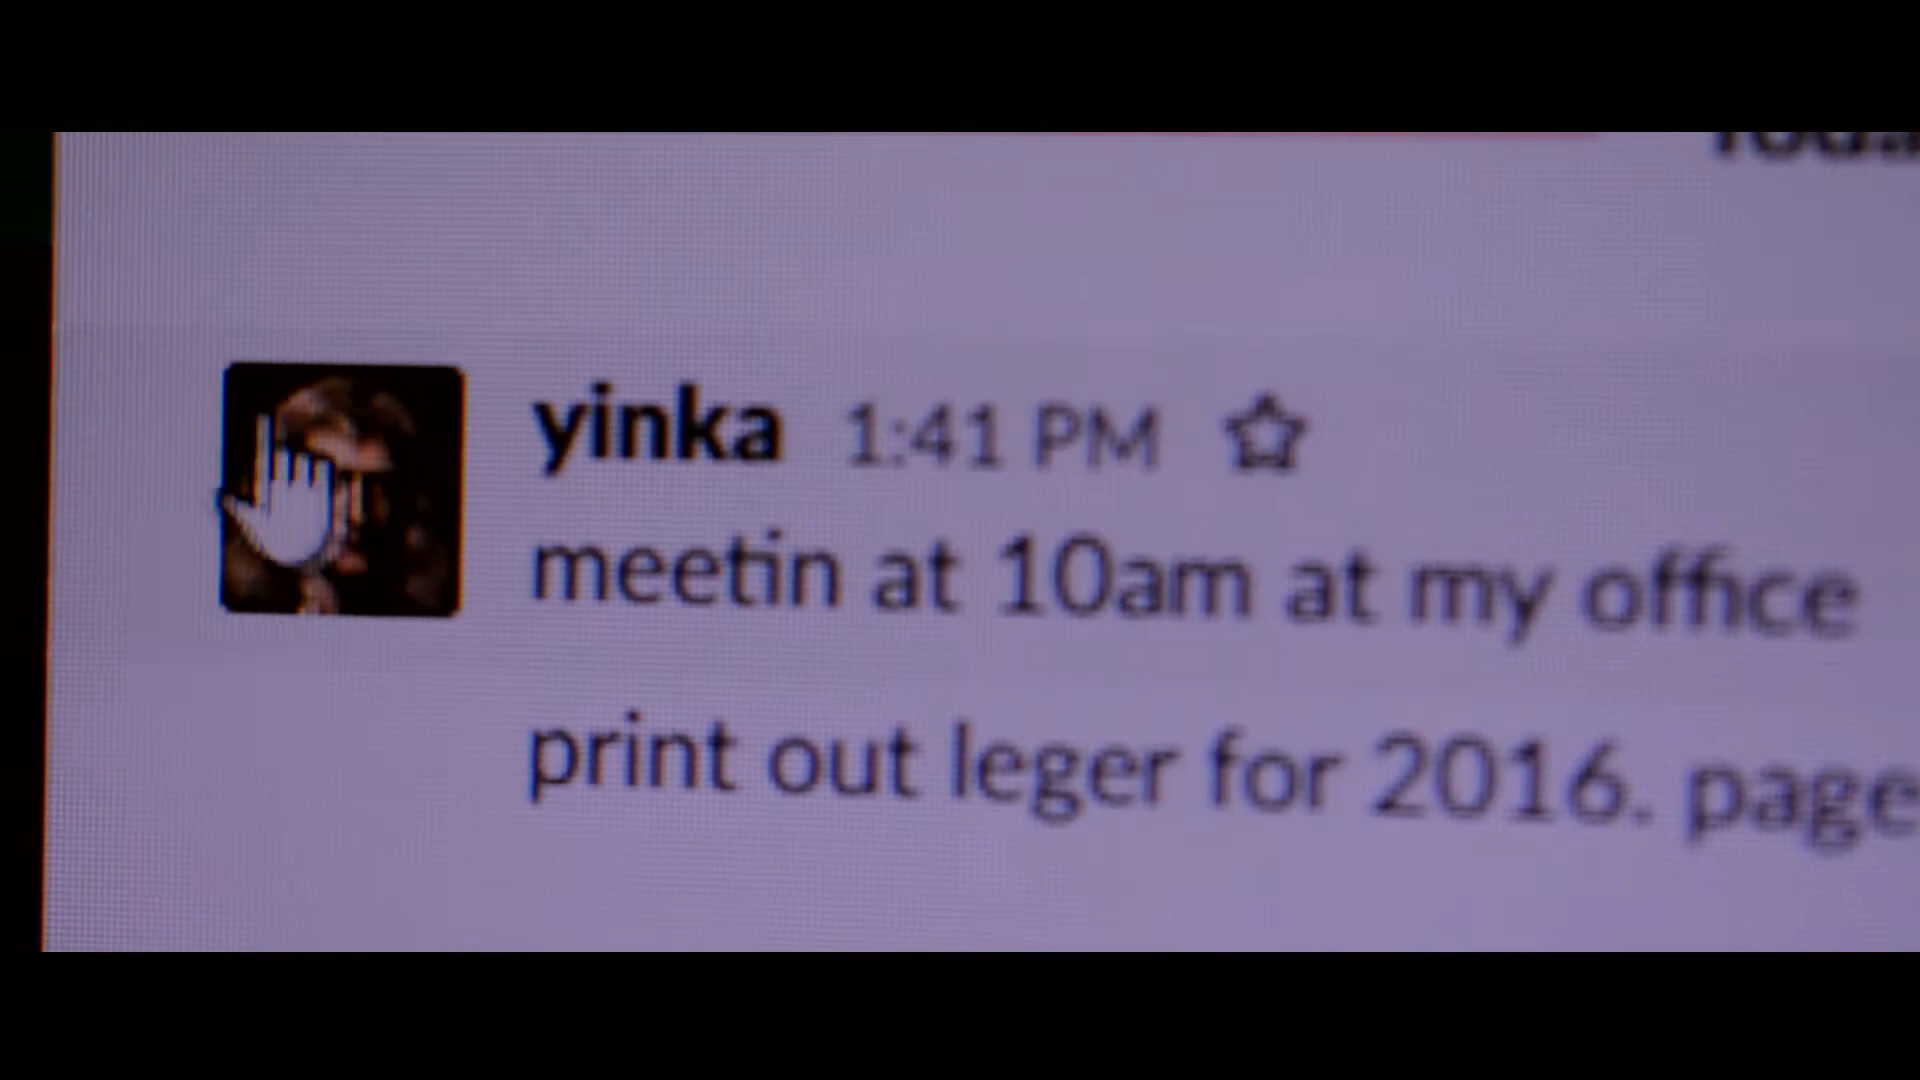 yinka 1:41 PM
meetin at 10am at my office
print out leger for 2016. page